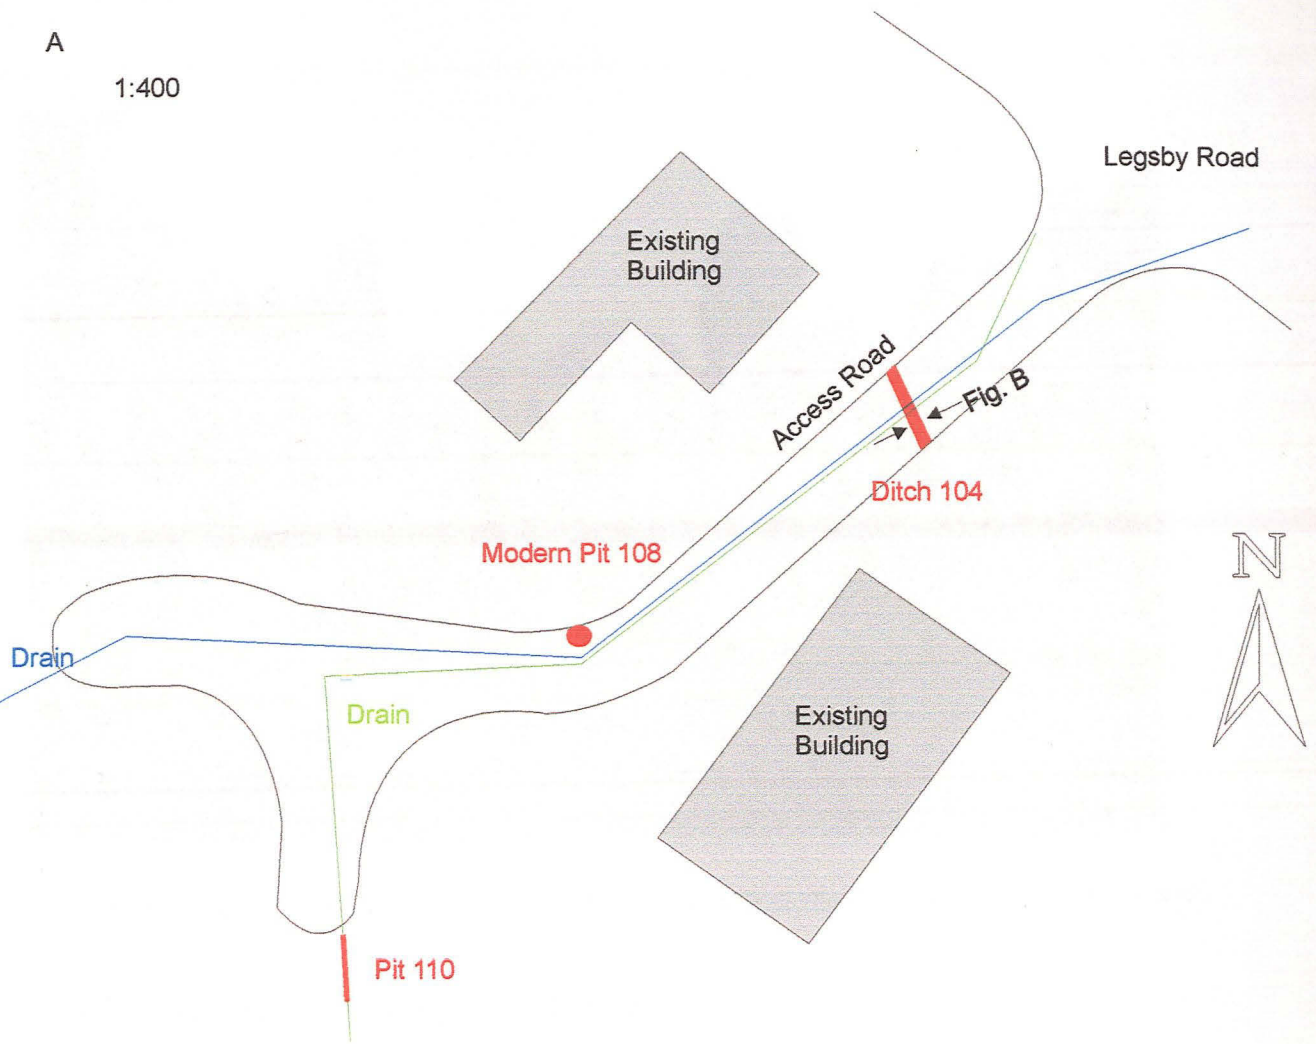 A
1:400
Legsby Road
Existing
Building
Access Road
Fig. B
Ditch 104
Modern Pit 108
N
Drain
Drain
Existing
Building
Pit 110